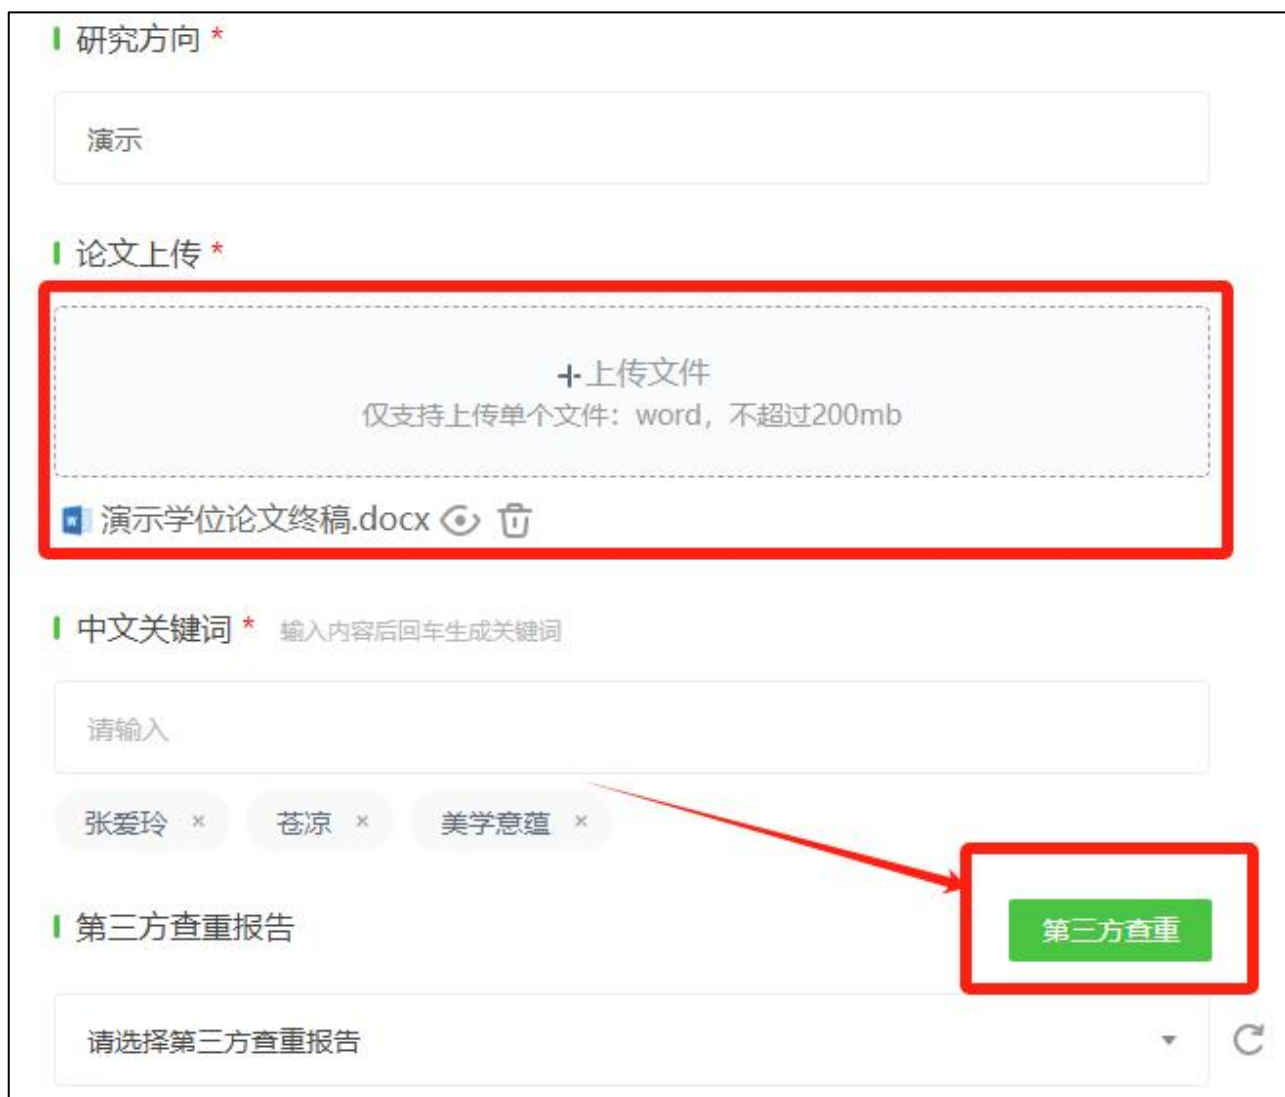 研究方向 *
演示
论文上传 *
+上传文件
仅支持上传单个文件：word，不超过200mb
演示学位论文终稿.docx
中文关键词 * 输入内容后回车生成关键词
请输入
张爱玲 × 苍凉 × 美学意蕴 ×
第三方查重报告 第三方查重
请选择第三方查重报告